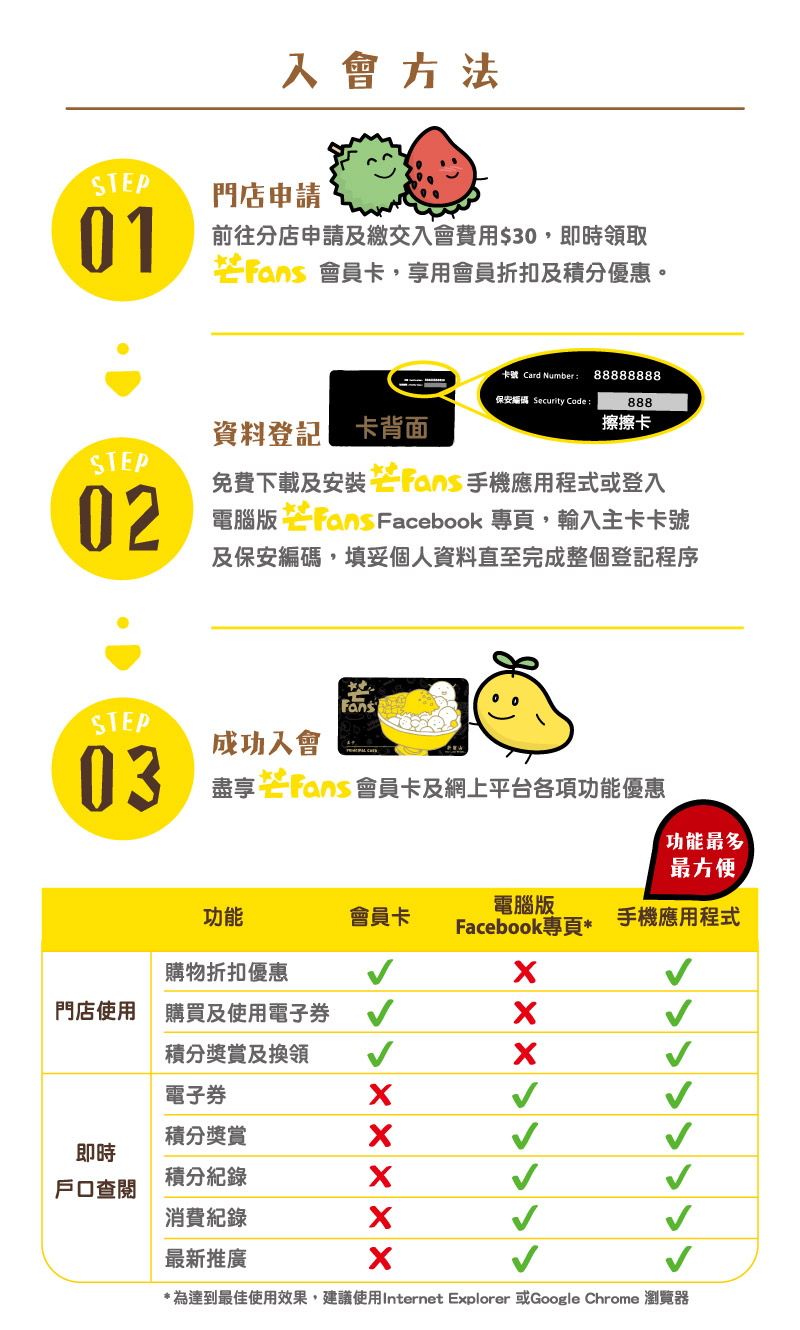 入會方法
STEP
01
門店申請
前往分店申請及繳交入會費用$30，即時領取
芒Fans 會員卡，享用會員折扣及積分優惠。
卡背面
卡號 Card Number : 88888888
保安編碼 Security Code : 888
擦擦卡
STEP
02
資料登記
免費下載及安裝芒Fans手機應用程式或登入
電腦版芒Fans Facebook 專頁，輸入主卡卡號
及保安編碼，填妥個人資料直至完成整個登記程序
STEP
03
芒
Fans
PRINCIPAL CARD
成功入會
盡享芒Fans會員卡及網上平台各項功能優惠
功能最多
最方便
功能 會員卡 電腦版 Facebook專頁* 手機應用程式
門店使用
購物折扣優惠 ✓ ✗ ✓
購買及使用電子券 ✓ ✗ ✓
積分獎賞及換領 ✓ ✗ ✓
即時
戶口查閱
電子券 ✗ ✓ ✓
積分獎賞 ✗ ✓ ✓
積分紀錄 ✗ ✓ ✓
消費紀錄 ✗ ✓ ✓
最新推廣 ✗ ✓ ✓
*為達到最佳使用效果，建議使用Internet Explorer 或Google Chrome 瀏覽器